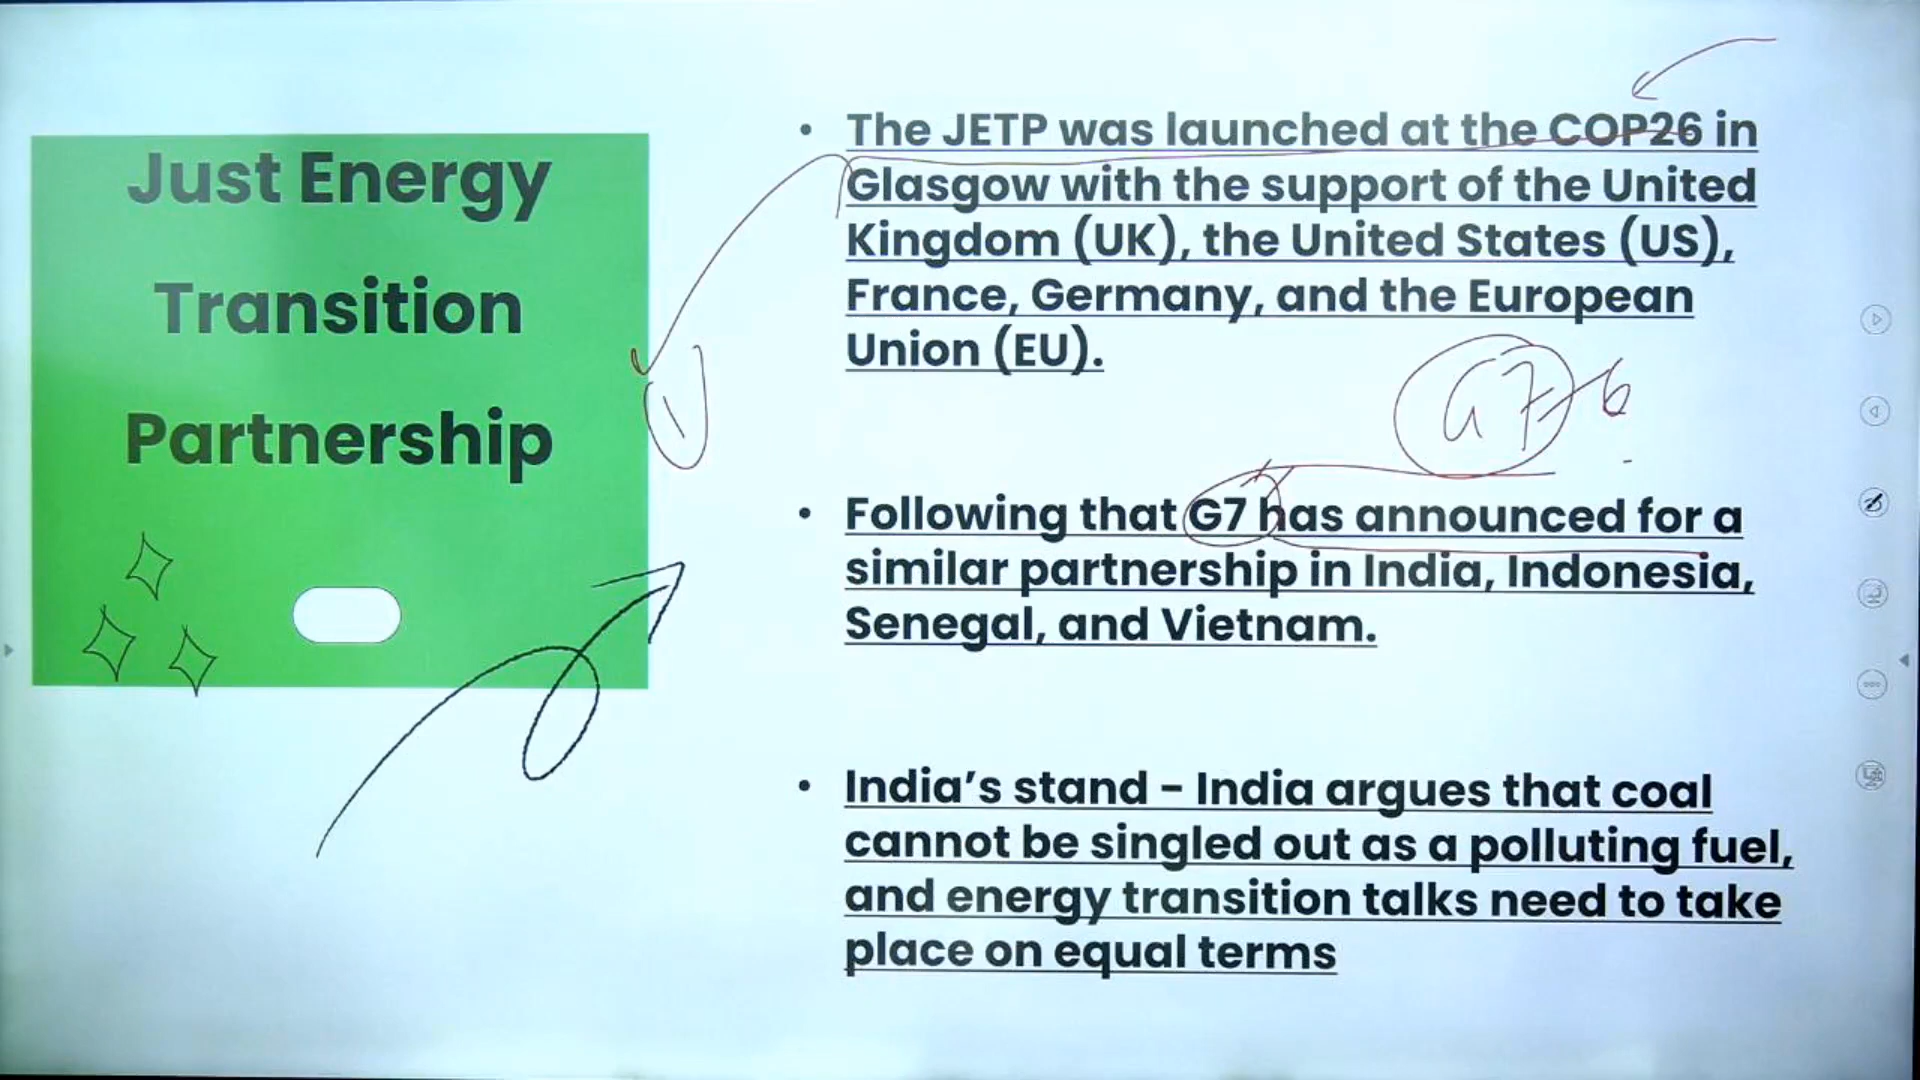 Just Energy
Transition
Partnership
• The JETP was launched at the COP26 in
Glasgow with the support of the United
Kingdom (UK), the United States (US),
France, Germany, and the European
Union (EU).
G7 6
• Following that G7 has announced for a
similar partnership in India, Indonesia,
Senegal, and Vietnam.
• India’s stand – India argues that coal
cannot be singled out as a polluting fuel,
and energy transition talks need to take
place on equal terms